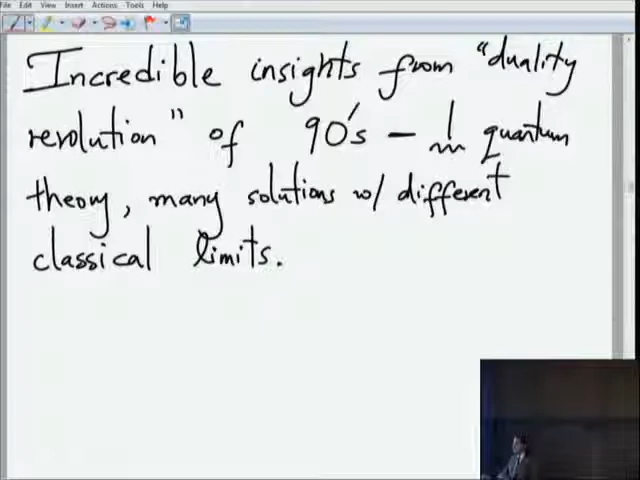 File Edit View Insert Actions Tools Help
Incredible insights from "duality
revolution" of 90's - 1 quantum
theory, many solutions w/ different
classical limits.